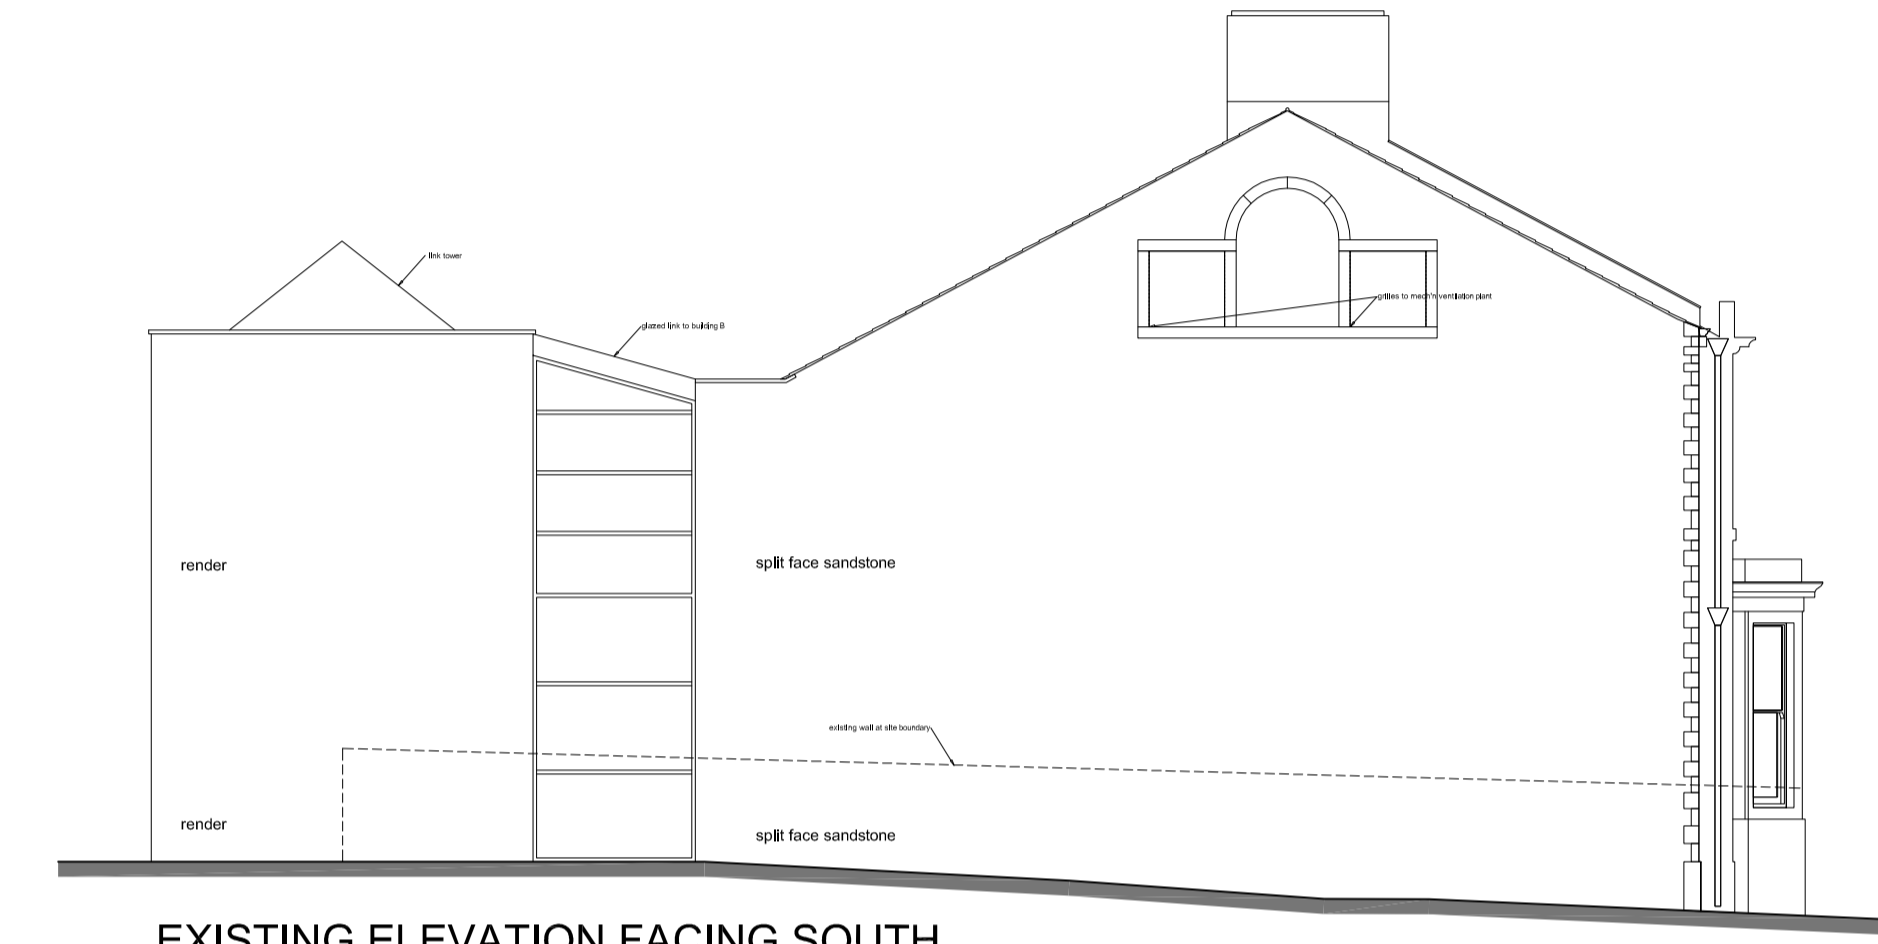 link tower
glazed link to building B
grilles to mech'n ventilation plant
render
split face sandstone
existing wall at site boundary
render
split face sandstone
EXISTING ELEVATION FACING SOUTH